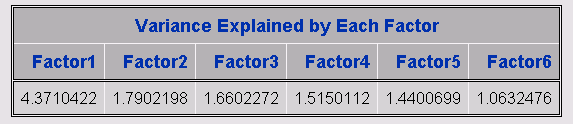 Variance Explained by Each Factor
Factor1 Factor2 Factor3 Factor4 Factor5 Factor6
4.3710422 1.7902198 1.6602272 1.5150112 1.4400699 1.0632476